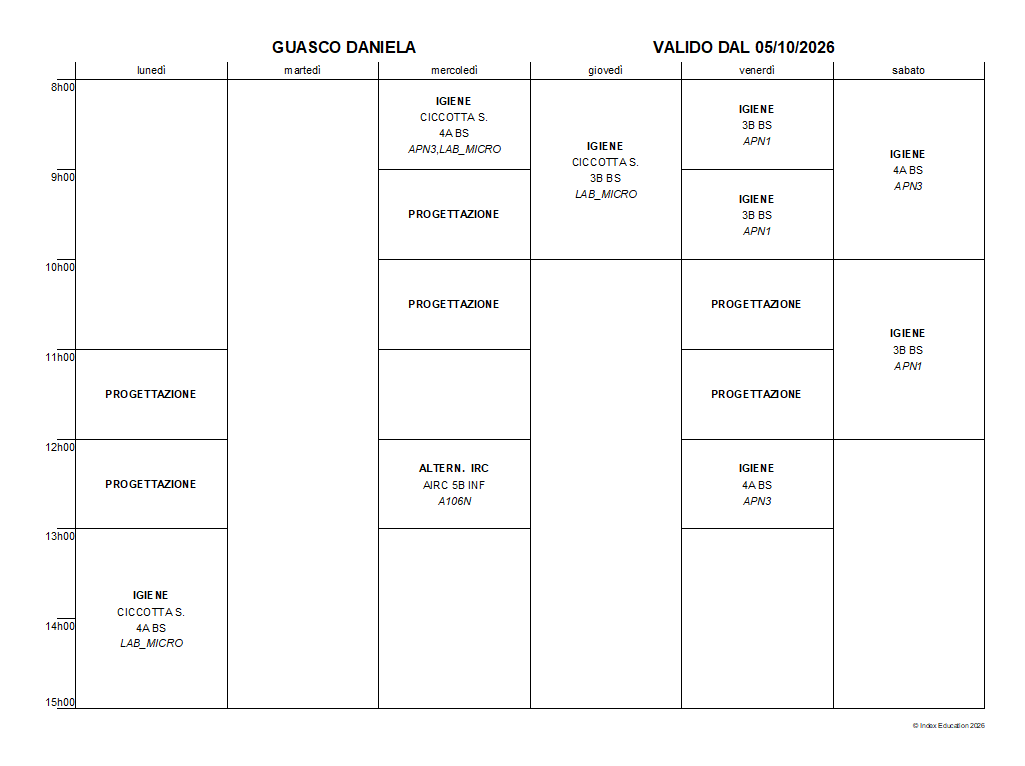 GUASCO DANIELA
VALIDO DAL 05/10/2026
lunedì martedì mercoledì giovedì venerdì sabato
8h00
9h00
10h00
11h00
12h00
13h00
14h00
15h00
PROGETTAZIONE
PROGETTAZIONE
IGIENE
CICCOTTA S.
4A BS
LAB_MICRO
IGIENE
CICCOTTA S.
4A BS
APN3,LAB_MICRO
PROGETTAZIONE
PROGETTAZIONE
ALTERN. IRC
AIRC 5B INF
A106N
IGIENE
CICCOTTA S.
3B BS
LAB_MICRO
IGIENE
3B BS
APN1
IGIENE
3B BS
APN1
PROGETTAZIONE
PROGETTAZIONE
IGIENE
4A BS
APN3
IGIENE
4A BS
APN3
IGIENE
3B BS
APN1
© Index Education 2026